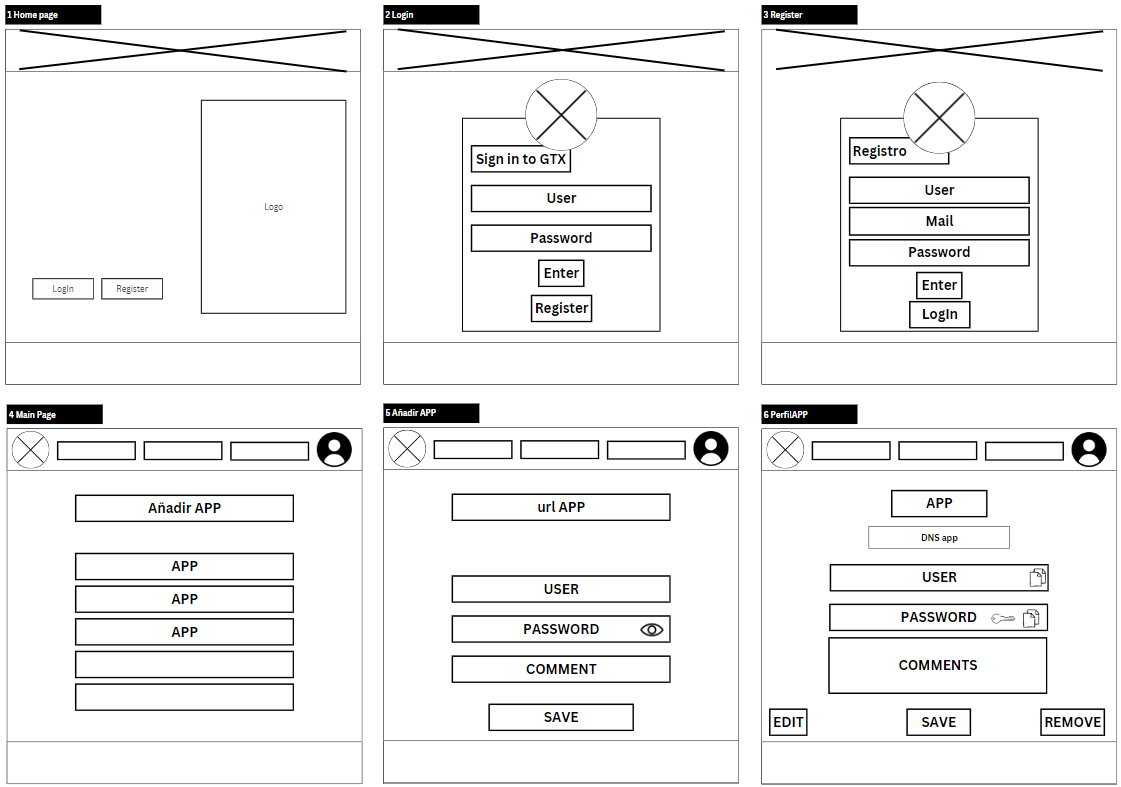 1 Home page
Logo
LogIn
Register
2 Login
Sign in to GTX
User
Password
Enter
Register
3 Register
Registro
User
Mail
Password
Enter
LogIn
4 Main Page
Añadir APP
APP
APP
APP
5 Añadir APP
url APP
USER
PASSWORD
COMMENT
SAVE
6 PerfilAPP
APP
DNS app
USER
PASSWORD
COMMENTS
EDIT
SAVE
REMOVE